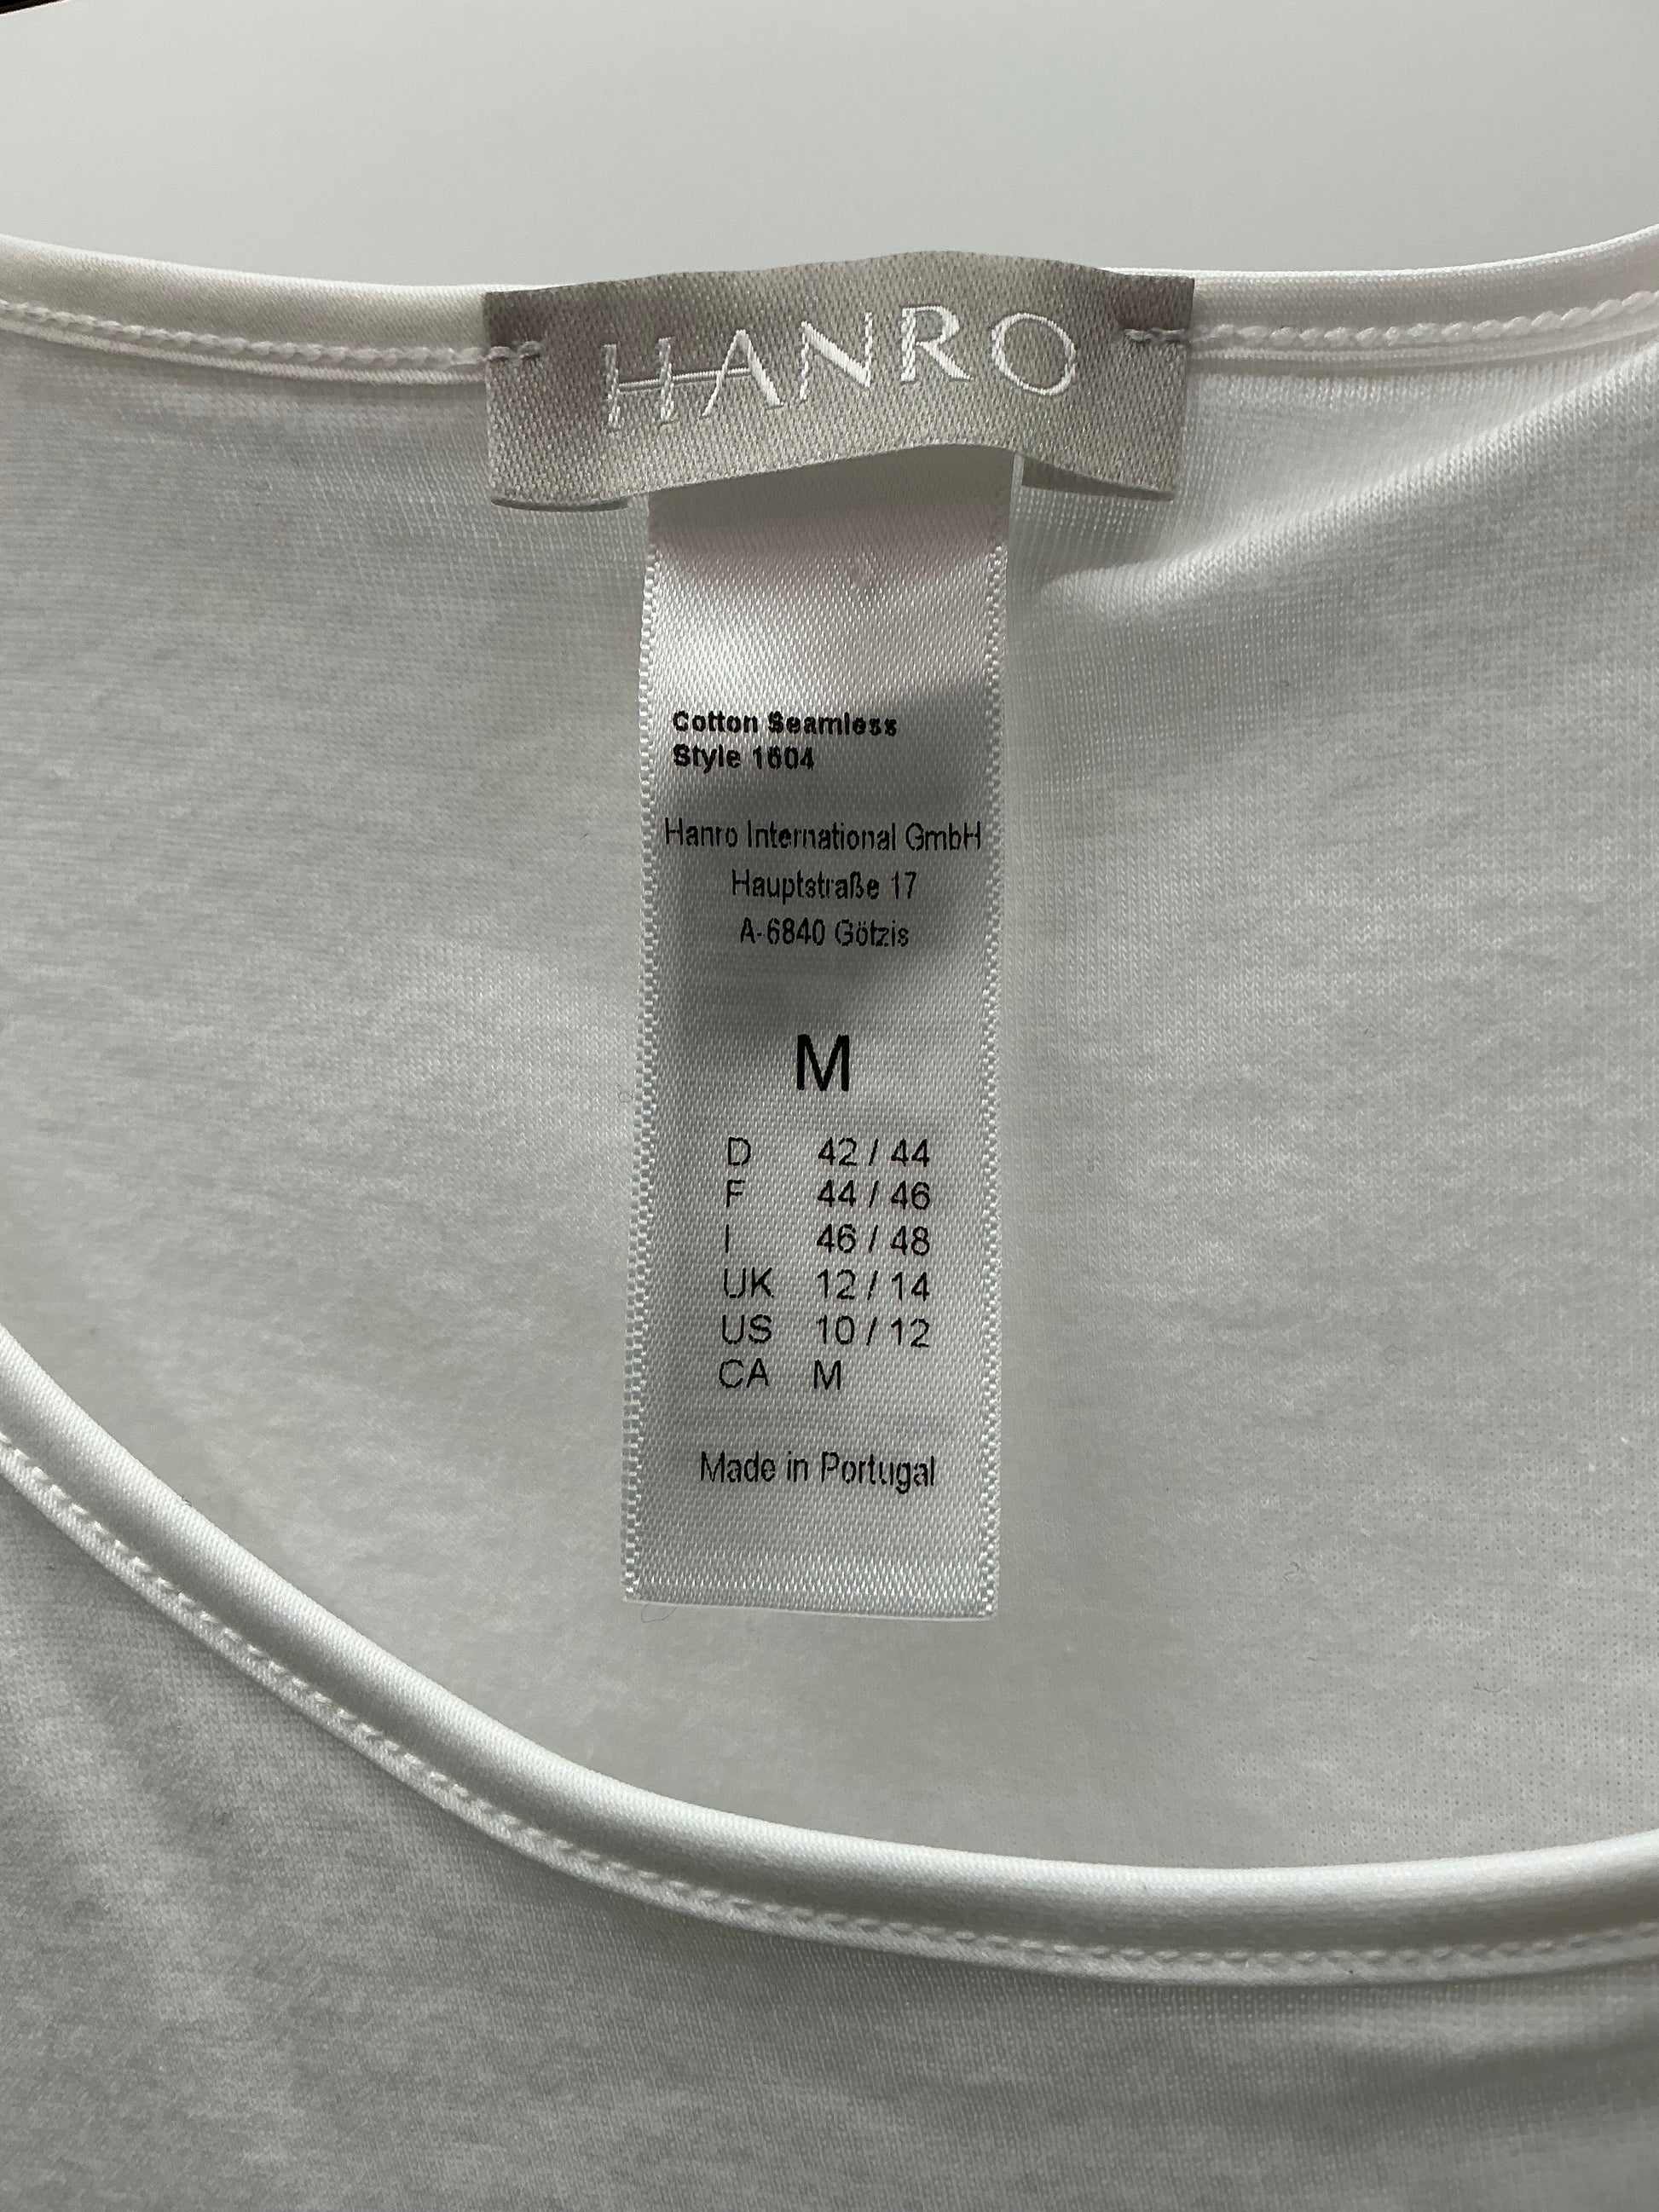 HANRO
Cotton Seamless
Style 1604
Hanro International GmbH
Hauptstraße 17
A-6840 Götzis
M
D 42 / 44
F 44 / 46
I 46 / 48
UK 12 / 14
US 10 / 12
CA M
Made in Portugal